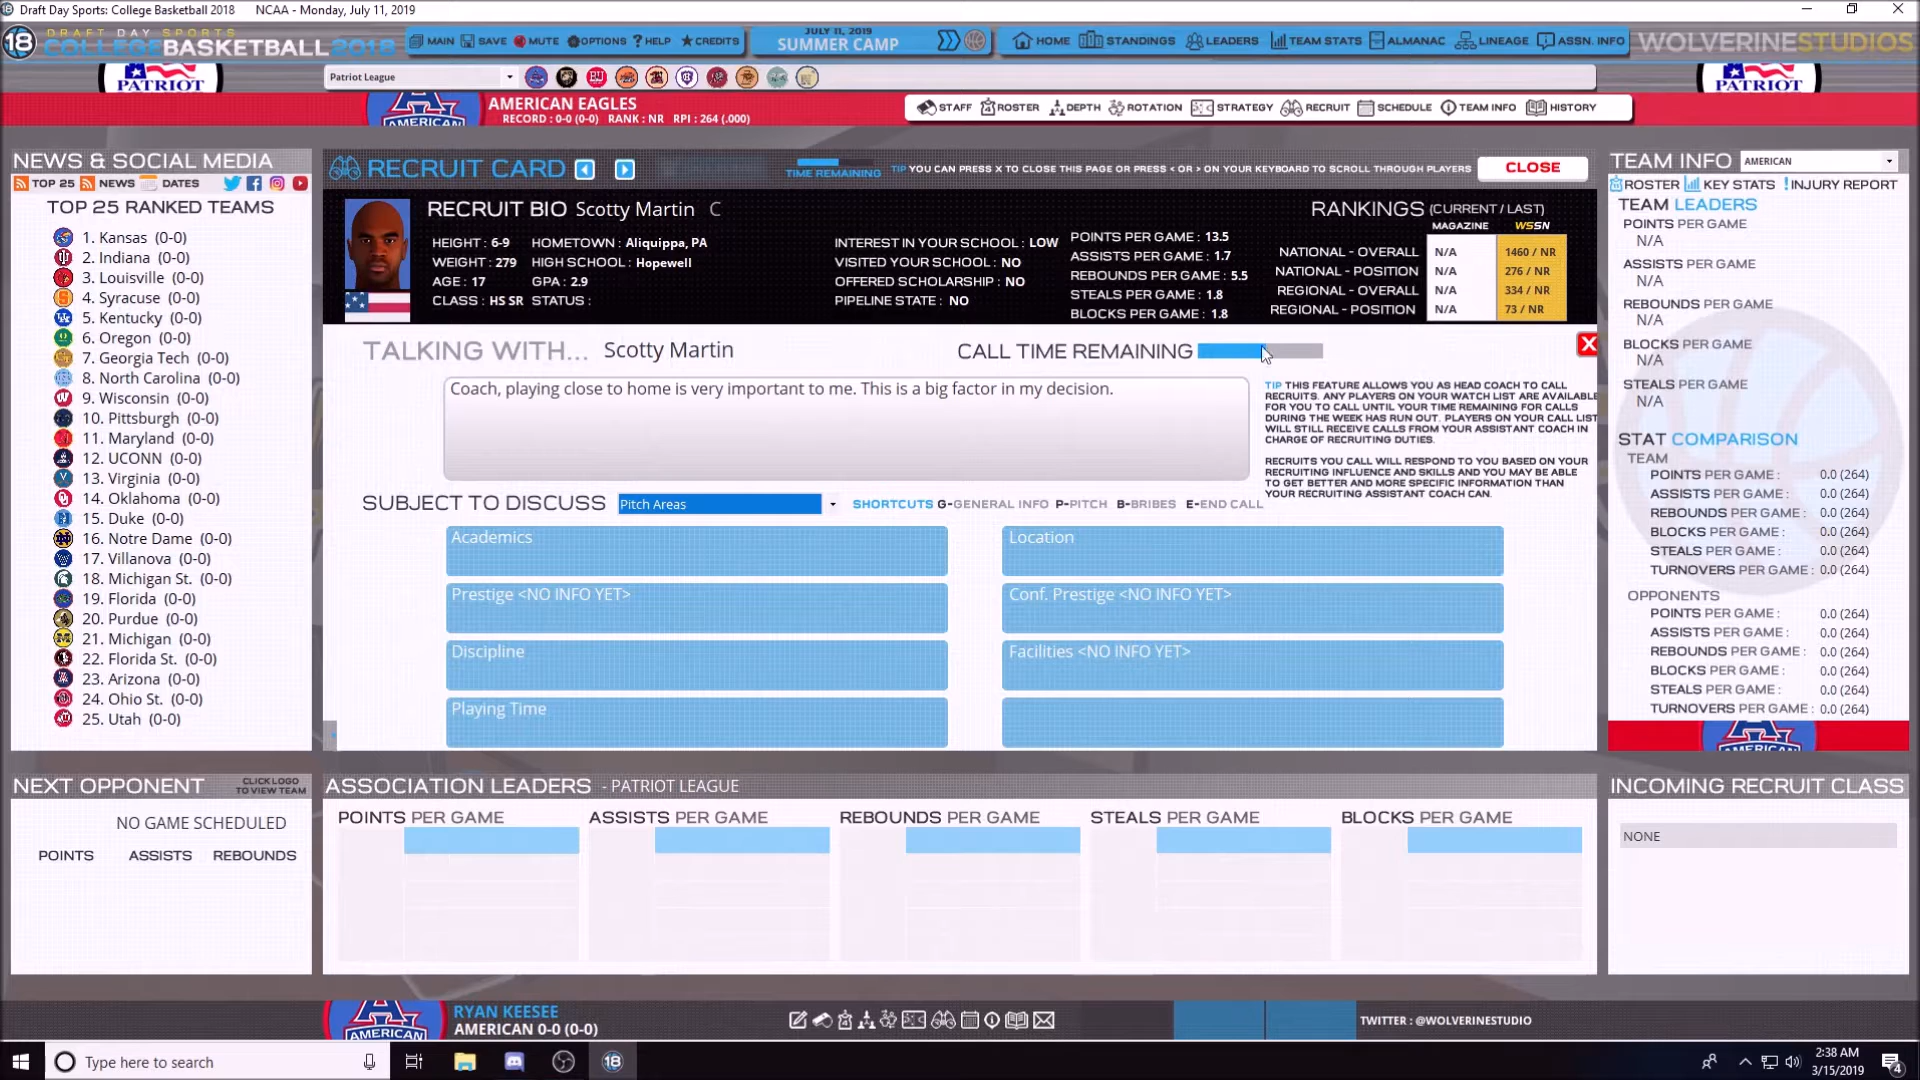 Draft Day Sports: College Basketball 2018 NCAA - Monday, July 11, 2019
18 DRAFT DAY SPORTS
COLLEGE BASKETBALL 2018
MAIN SAVE MUTE OPTIONS ? HELP CREDITS
JULY 11, 2019
SUMMER CAMP
HOME STANDINGS LEADERS TEAM STATS ALMANAC LINEAGE ASSN. INFO
WOLVERINESTUDIOS
PATRIOT
Patriot League
PATRIOT
AMERICAN
AMERICAN EAGLES
RECORD : 0-0 (0-0) RANK : NR RPI : 264 (.000)
STAFF ROSTER DEPTH ROTATION STRATEGY RECRUIT SCHEDULE TEAM INFO HISTORY
NEWS & SOCIAL MEDIA
TOP 25 NEWS DATES
TOP 25 RANKED TEAMS
1. Kansas (0-0)
2. Indiana (0-0)
3. Louisville (0-0)
4. Syracuse (0-0)
5. Kentucky (0-0)
6. Oregon (0-0)
7. Georgia Tech (0-0)
8. North Carolina (0-0)
9. Wisconsin (0-0)
10. Pittsburgh (0-0)
11. Maryland (0-0)
12. UCONN (0-0)
13. Virginia (0-0)
14. Oklahoma (0-0)
15. Duke (0-0)
16. Notre Dame (0-0)
17. Villanova (0-0)
18. Michigan St. (0-0)
19. Florida (0-0)
20. Purdue (0-0)
21. Michigan (0-0)
22. Florida St. (0-0)
23. Arizona (0-0)
24. Ohio St. (0-0)
25. Utah (0-0)
RECRUIT CARD
TIME REMAINING
TIP YOU CAN PRESS X TO CLOSE THIS PAGE OR PRESS < OR > ON YOUR KEYBOARD TO SCROLL THROUGH PLAYERS
CLOSE
RECRUIT BIO Scotty Martin C
HEIGHT : 6-9 HOMETOWN : Aliquippa, PA
WEIGHT : 279 HIGH SCHOOL : Hopewell
AGE : 17 GPA : 2.9
CLASS : HS SR STATUS :
INTEREST IN YOUR SCHOOL : LOW
VISITED YOUR SCHOOL : NO
OFFERED SCHOLARSHIP : NO
PIPELINE STATE : NO
POINTS PER GAME : 13.5
ASSISTS PER GAME : 1.7
REBOUNDS PER GAME : 5.5
STEALS PER GAME : 1.8
BLOCKS PER GAME : 1.8
RANKINGS (CURRENT / LAST)
MAGAZINE WSSN
NATIONAL - OVERALL N/A 1460 / NR
NATIONAL - POSITION N/A 276 / NR
REGIONAL - OVERALL N/A 334 / NR
REGIONAL - POSITION N/A 73 / NR
TALKING WITH... Scotty Martin
CALL TIME REMAINING
X
Coach, playing close to home is very important to me. This is a big factor in my decision.
TIP THIS FEATURE ALLOWS YOU AS HEAD COACH TO CALL
RECRUITS. ANY PLAYERS ON YOUR WATCH LIST ARE AVAILABLE
FOR YOU TO CALL UNTIL YOUR TIME REMAINING FOR CALLS
DURING THE WEEK HAS RUN OUT. PLAYERS ON YOUR CALL LIST
WILL STILL RECEIVE CALLS FROM YOUR ASSISTANT COACH IN
CHARGE OF RECRUITING DUTIES.
RECRUITS YOU CALL WILL RESPOND TO YOU BASED ON YOUR
RECRUITING INFLUENCE AND SKILLS AND YOU MAY BE ABLE
TO GET BETTER AND MORE SPECIFIC INFORMATION THAN
YOUR RECRUITING ASSISTANT COACH CAN.
SUBJECT TO DISCUSS Pitch Areas
SHORTCUTS G-GENERAL INFO P-PITCH B-BRIBES E-END CALL
Academics Location
Prestige <NO INFO YET> Conf. Prestige <NO INFO YET>
Discipline Facilities <NO INFO YET>
Playing Time
TEAM INFO AMERICAN
ROSTER KEY STATS INJURY REPORT
TEAM LEADERS
POINTS PER GAME
N/A
ASSISTS PER GAME
N/A
REBOUNDS PER GAME
N/A
BLOCKS PER GAME
N/A
STEALS PER GAME
N/A
STAT COMPARISON
TEAM
POINTS PER GAME : 0.0 (264)
ASSISTS PER GAME : 0.0 (264)
REBOUNDS PER GAME : 0.0 (264)
BLOCKS PER GAME : 0.0 (264)
STEALS PER GAME : 0.0 (264)
TURNOVERS PER GAME : 0.0 (264)
OPPONENTS
POINTS PER GAME : 0.0 (264)
ASSISTS PER GAME : 0.0 (264)
REBOUNDS PER GAME : 0.0 (264)
BLOCKS PER GAME : 0.0 (264)
STEALS PER GAME : 0.0 (264)
TURNOVERS PER GAME : 0.0 (264)
AMERICAN
NEXT OPPONENT
CLICK LOGO
TO VIEW TEAM
NO GAME SCHEDULED
POINTS ASSISTS REBOUNDS
ASSOCIATION LEADERS - PATRIOT LEAGUE
POINTS PER GAME ASSISTS PER GAME REBOUNDS PER GAME STEALS PER GAME BLOCKS PER GAME
INCOMING RECRUIT CLASS
NONE
AMERICAN
RYAN KEESEE
AMERICAN 0-0 (0-0)
TWITTER : @WOLVERINESTUDIO
Type here to search
18
2:38 AM
3/15/2019
4